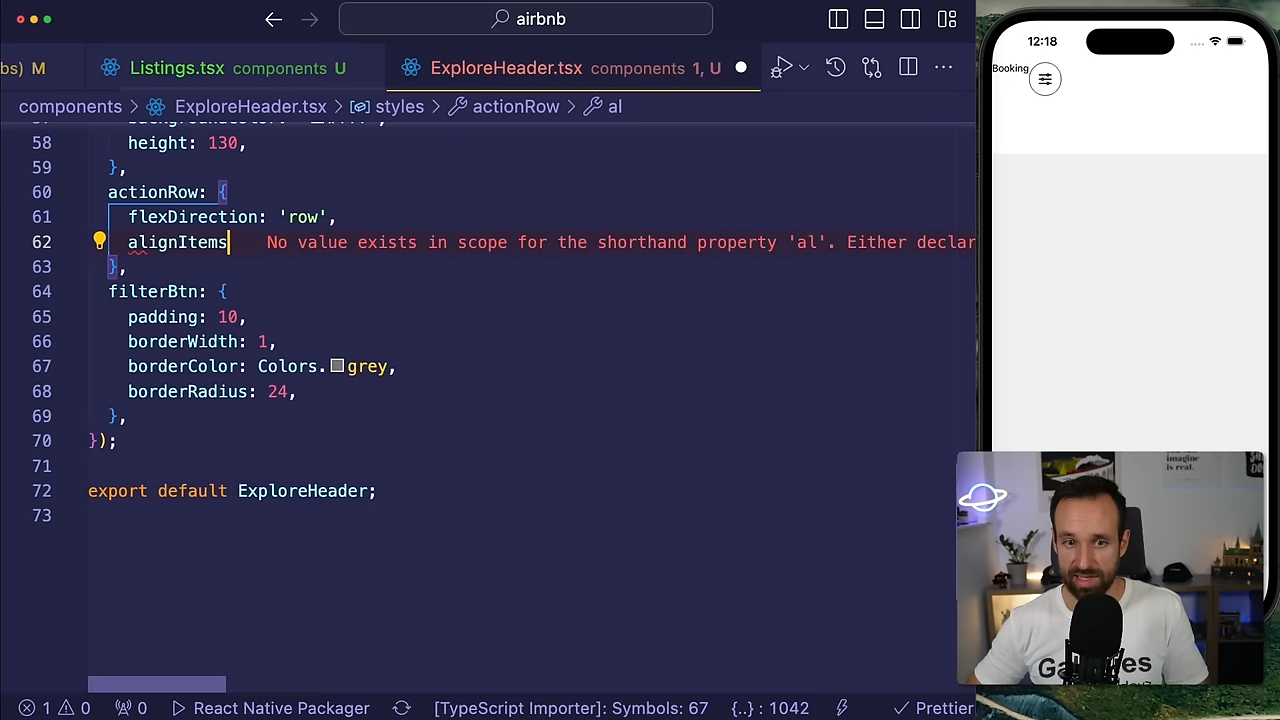 airbnb
bs) M
Listings.tsx components U
ExploreHeader.tsx components 1, U
components > ExploreHeader.tsx > styles > actionRow > al
58 height: 130,
59 },
60 actionRow: {
61 flexDirection: 'row',
62 alignItems No value exists in scope for the shorthand property 'al'. Either declar
63 },
64 filterBtn: {
65 padding: 10,
66 borderWidth: 1,
67 borderColor: Colors.grey,
68 borderRadius: 24,
69 },
70 });
71
72 export default ExploreHeader;
73
1 0 0 React Native Packager [TypeScript Importer]: Symbols: 67 {..} : 1042 Prettier
12:18
Booking
imagine
is real.